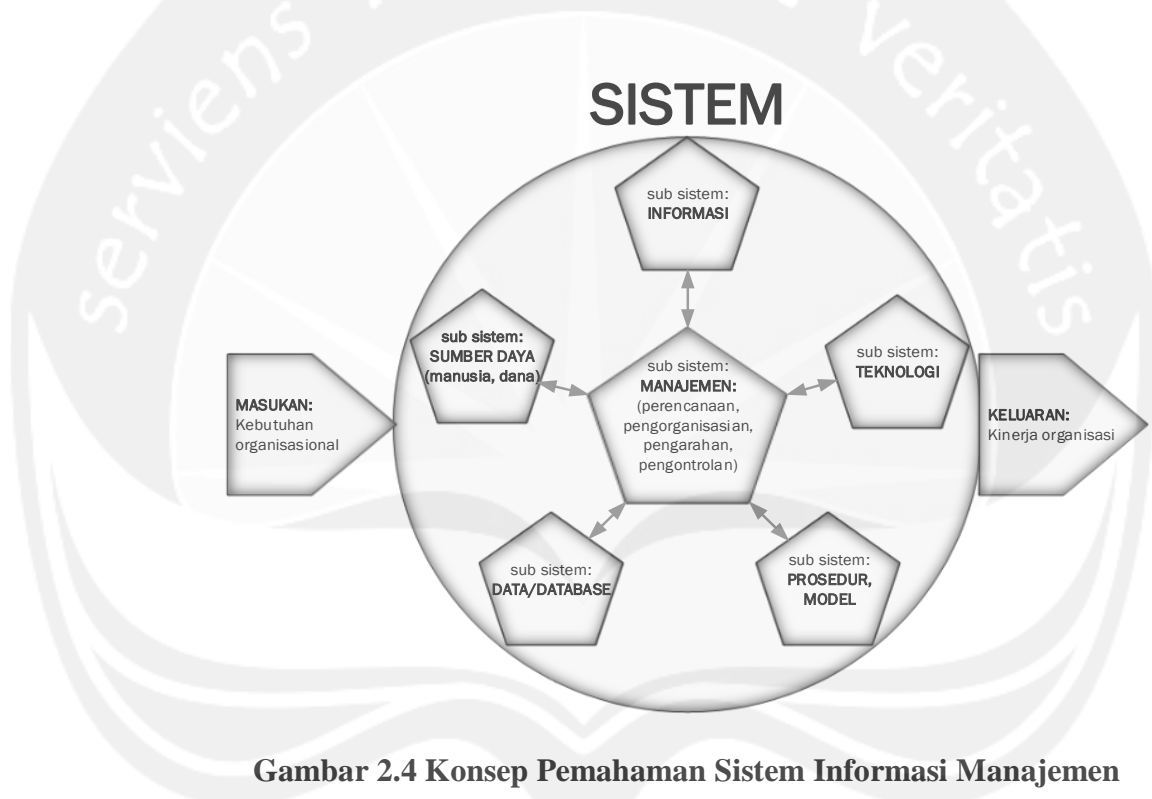 serviens
veritatis
SISTEM
sub sistem:
INFORMASI
sub sistem:
SUMBER DAYA
(manusia, dana)
sub sistem:
TEKNOLOGI
sub sistem:
MANAJEMEN:
(perencanaan,
pengorganisasian,
pengarahan,
pengontrolan)
MASUKAN:
Kebutuhan
organisasional
KELUARAN:
Kinerja organisasi
sub sistem:
DATA/DATABASE
sub sistem:
PROSEDUR,
MODEL
Gambar 2.4 Konsep Pemahaman Sistem Informasi Manajemen